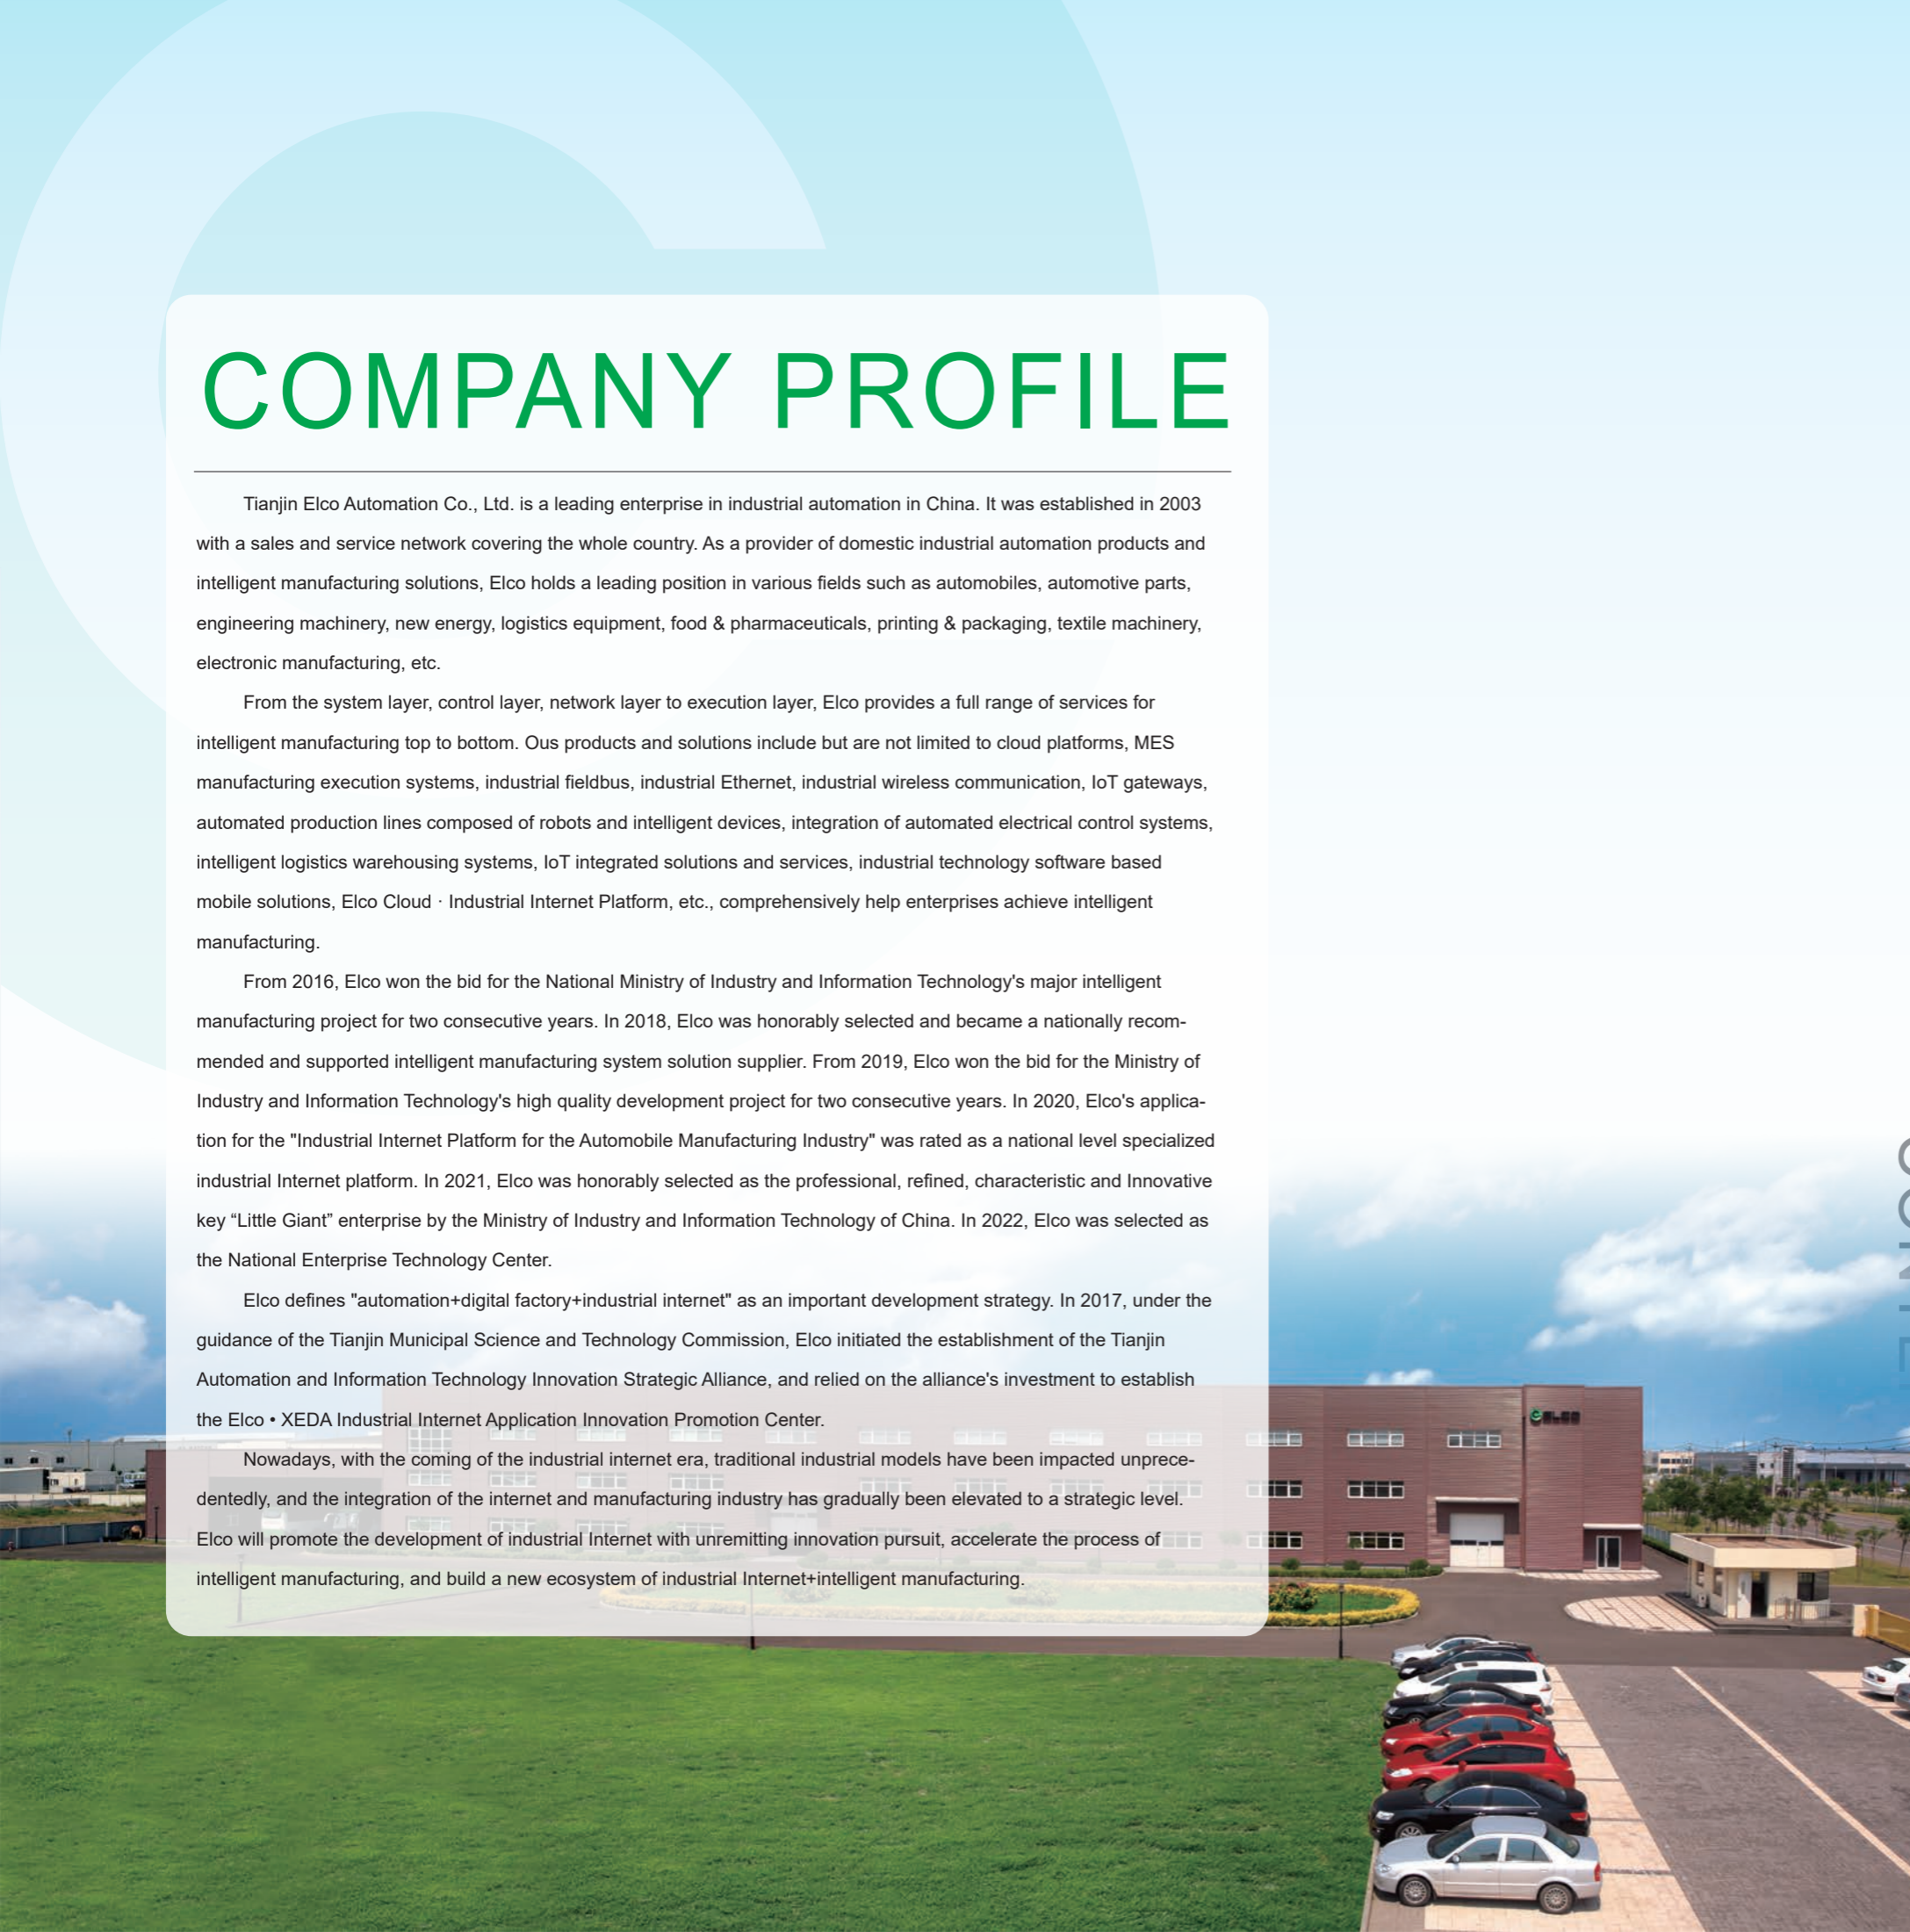 COMPANY PROFILE
Tianjin Elco Automation Co., Ltd. is a leading enterprise in industrial automation in China. It was established in 2003
with a sales and service network covering the whole country. As a provider of domestic industrial automation products and
intelligent manufacturing solutions, Elco holds a leading position in various fields such as automobiles, automotive parts,
engineering machinery, new energy, logistics equipment, food & pharmaceuticals, printing & packaging, textile machinery,
electronic manufacturing, etc.
From the system layer, control layer, network layer to execution layer, Elco provides a full range of services for
intelligent manufacturing top to bottom. Ous products and solutions include but are not limited to cloud platforms, MES
manufacturing execution systems, industrial fieldbus, industrial Ethernet, industrial wireless communication, IoT gateways,
automated production lines composed of robots and intelligent devices, integration of automated electrical control systems,
intelligent logistics warehousing systems, IoT integrated solutions and services, industrial technology software based
mobile solutions, Elco Cloud · Industrial Internet Platform, etc., comprehensively help enterprises achieve intelligent
manufacturing.
From 2016, Elco won the bid for the National Ministry of Industry and Information Technology's major intelligent
manufacturing project for two consecutive years. In 2018, Elco was honorably selected and became a nationally recom-
mended and supported intelligent manufacturing system solution supplier. From 2019, Elco won the bid for the Ministry of
Industry and Information Technology's high quality development project for two consecutive years. In 2020, Elco's applica-
tion for the "Industrial Internet Platform for the Automobile Manufacturing Industry" was rated as a national level specialized
industrial Internet platform. In 2021, Elco was honorably selected as the professional, refined, characteristic and Innovative
key “Little Giant” enterprise by the Ministry of Industry and Information Technology of China. In 2022, Elco was selected as
the National Enterprise Technology Center.
Elco defines "automation+digital factory+industrial internet" as an important development strategy. In 2017, under the
guidance of the Tianjin Municipal Science and Technology Commission, Elco initiated the establishment of the Tianjin
Automation and Information Technology Innovation Strategic Alliance, and relied on the alliance's investment to establish
the Elco • XEDA Industrial Internet Application Innovation Promotion Center.
Nowadays, with the coming of the industrial internet era, traditional industrial models have been impacted unprece-
dentedly, and the integration of the internet and manufacturing industry has gradually been elevated to a strategic level.
Elco will promote the development of industrial Internet with unremitting innovation pursuit, accelerate the process of
intelligent manufacturing, and build a new ecosystem of industrial Internet+intelligent manufacturing.
ELCO